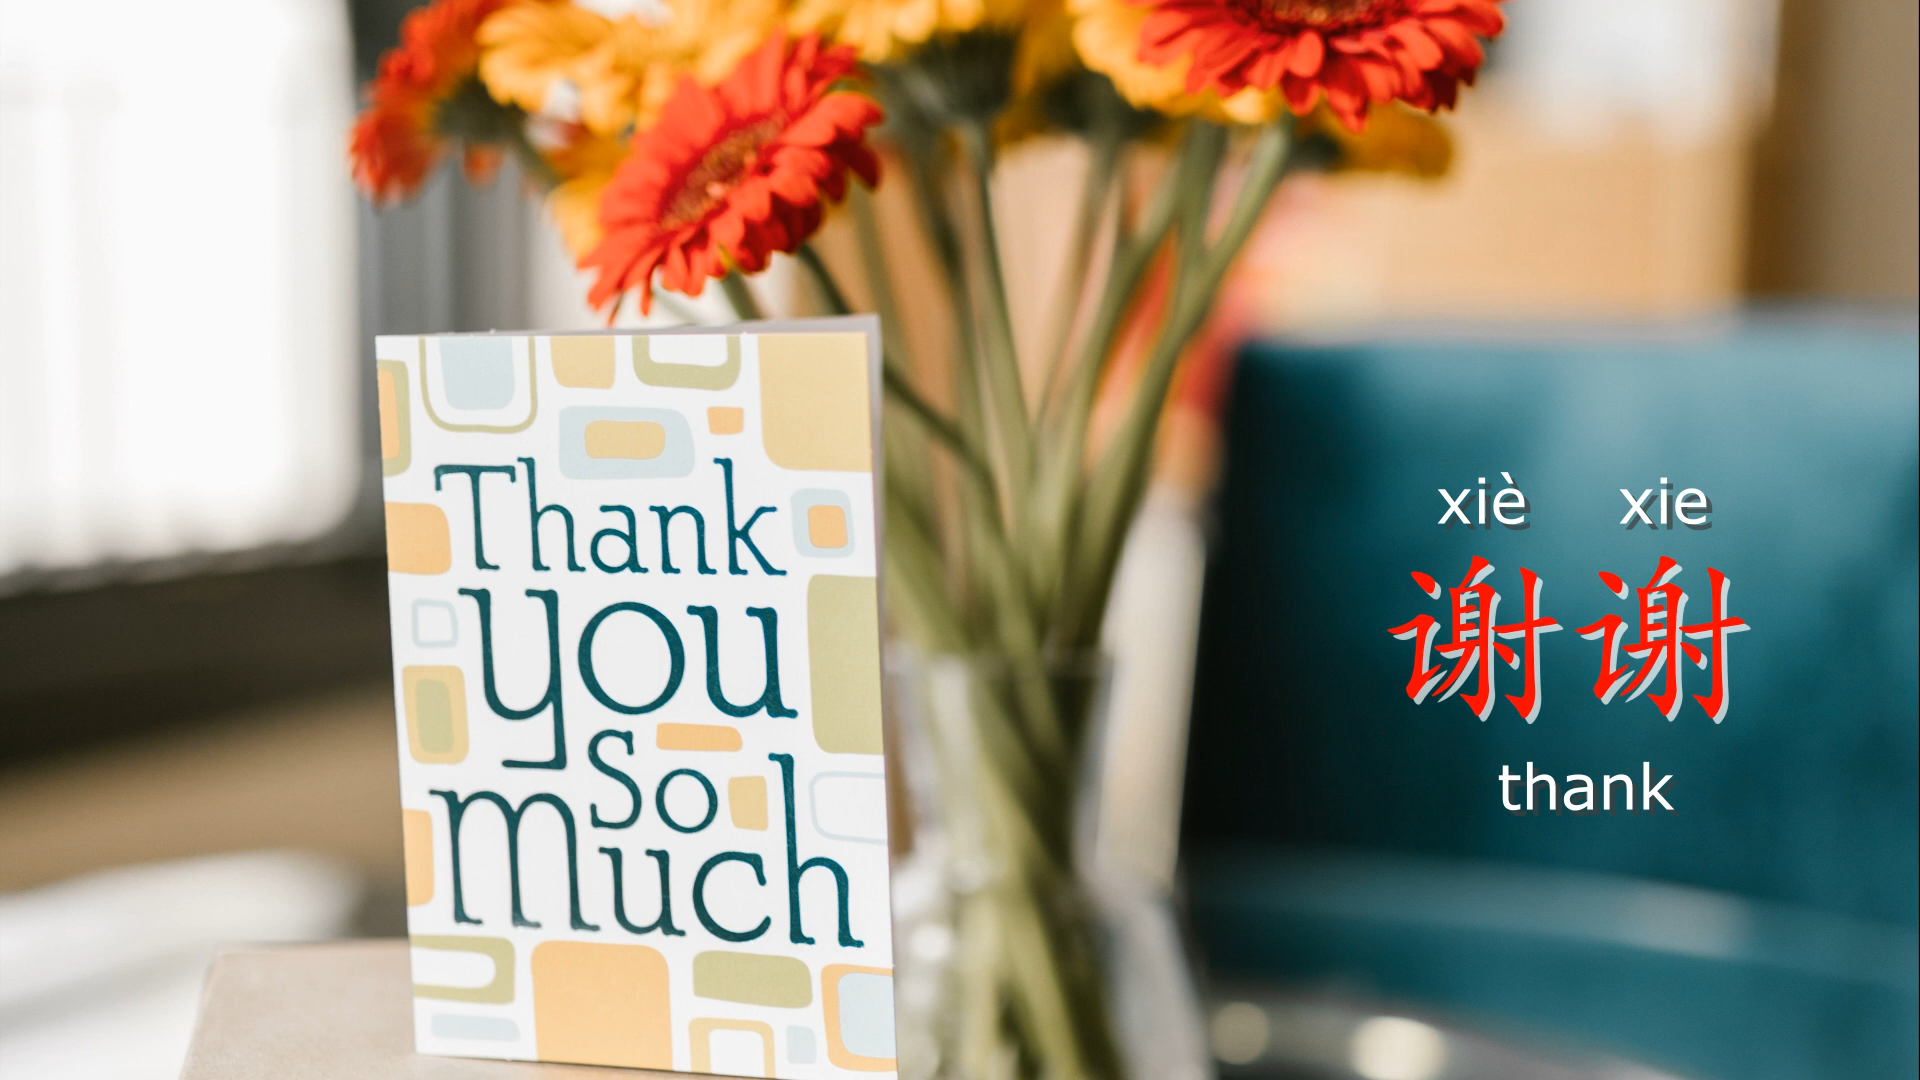 Thank
you
So
much
xiè xie
谢谢
thank